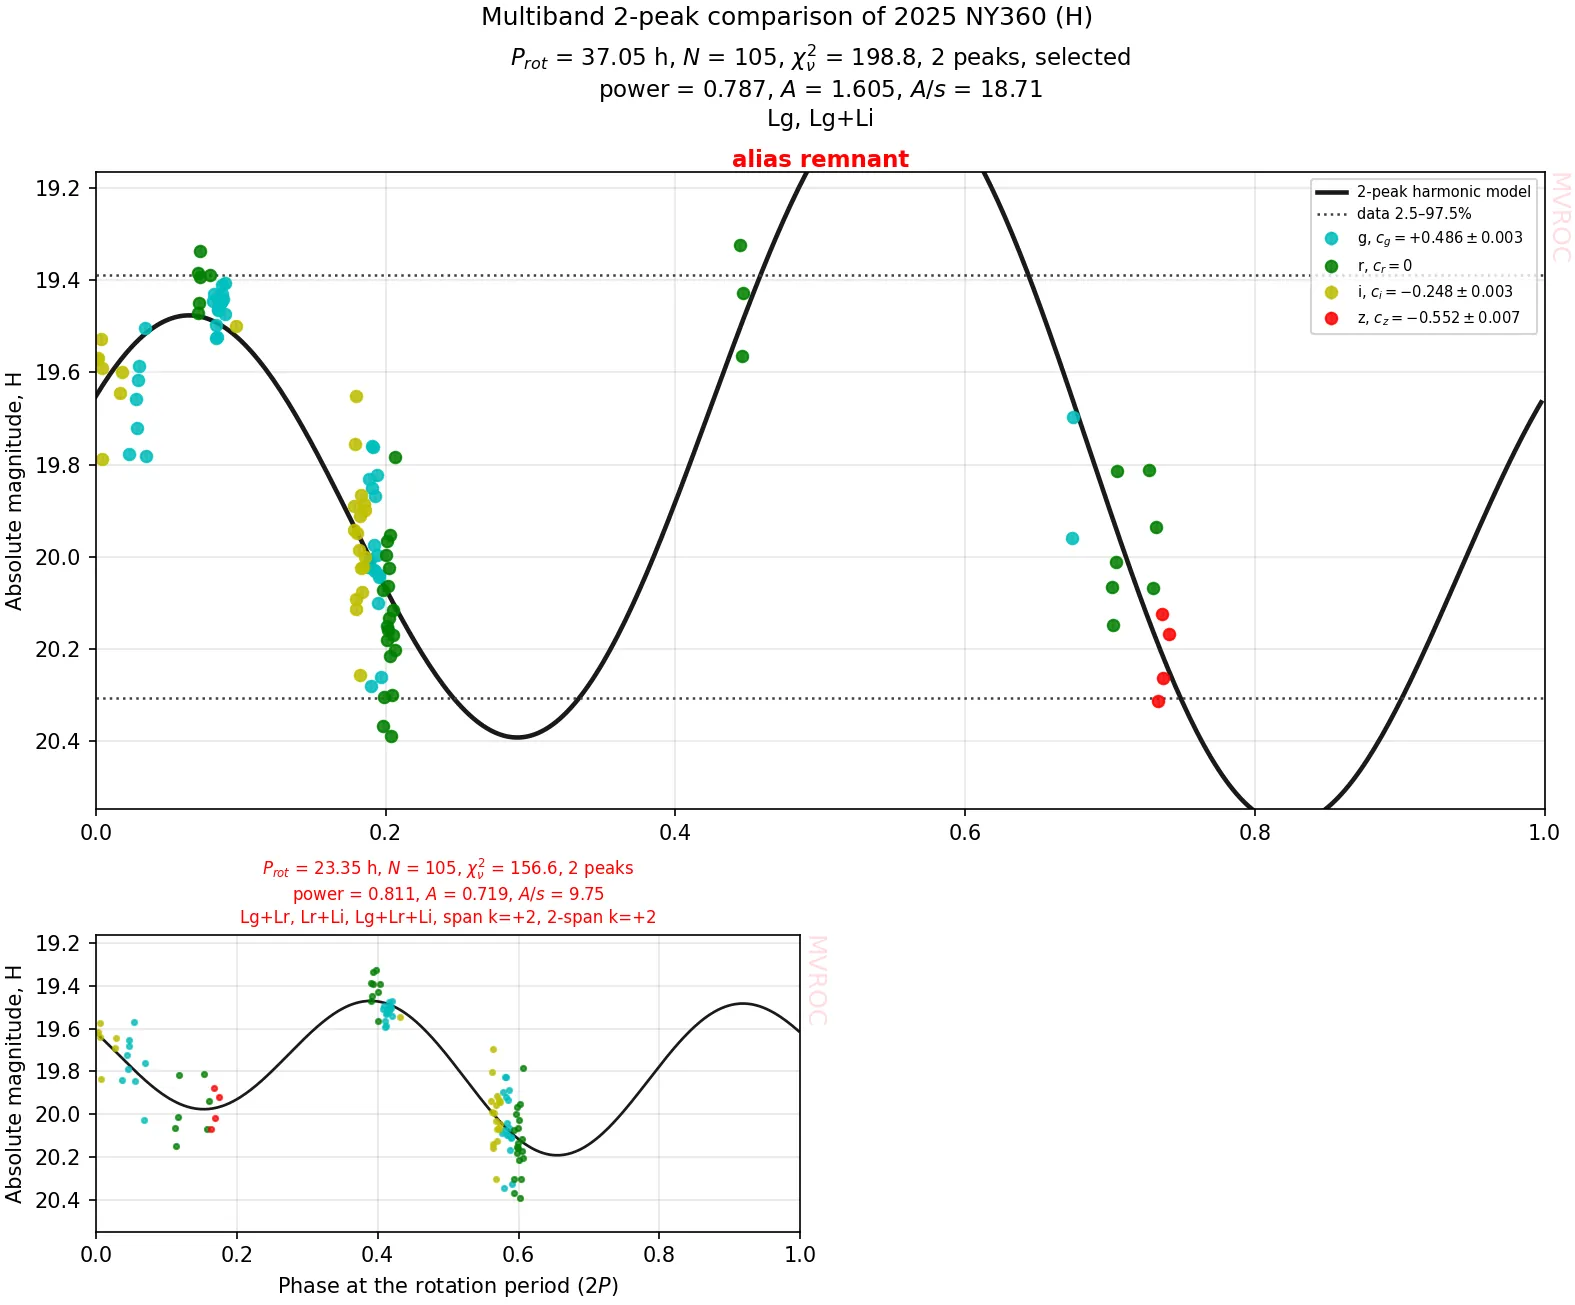 Multiband 2-peak comparison of 2025 NY360 (H)
P_rot = 37.05 h, N = 105, χ²_ν = 198.8, 2 peaks, selected
power = 0.787, A = 1.605, A/s = 18.71
Lg, Lg+Li
alias remnant
2-peak harmonic model
data 2.5–97.5%
g, c_g = +0.486 ± 0.003
r, c_r = 0
i, c_i = −0.248 ± 0.003
z, c_z = −0.552 ± 0.007
MVROC
Absolute magnitude, H
19.2
19.4
19.6
19.8
20.0
20.2
20.4
0.0 0.2 0.4 0.6 0.8 1.0
P_rot = 23.35 h, N = 105, χ²_ν = 156.6, 2 peaks
power = 0.811, A = 0.719, A/s = 9.75
Lg+Lr, Lr+Li, Lg+Lr+Li, span k=+2, 2-span k=+2
MVROC
Absolute magnitude, H
19.2
19.4
19.6
19.8
20.0
20.2
20.4
0.0 0.2 0.4 0.6 0.8 1.0
Phase at the rotation period (2P)